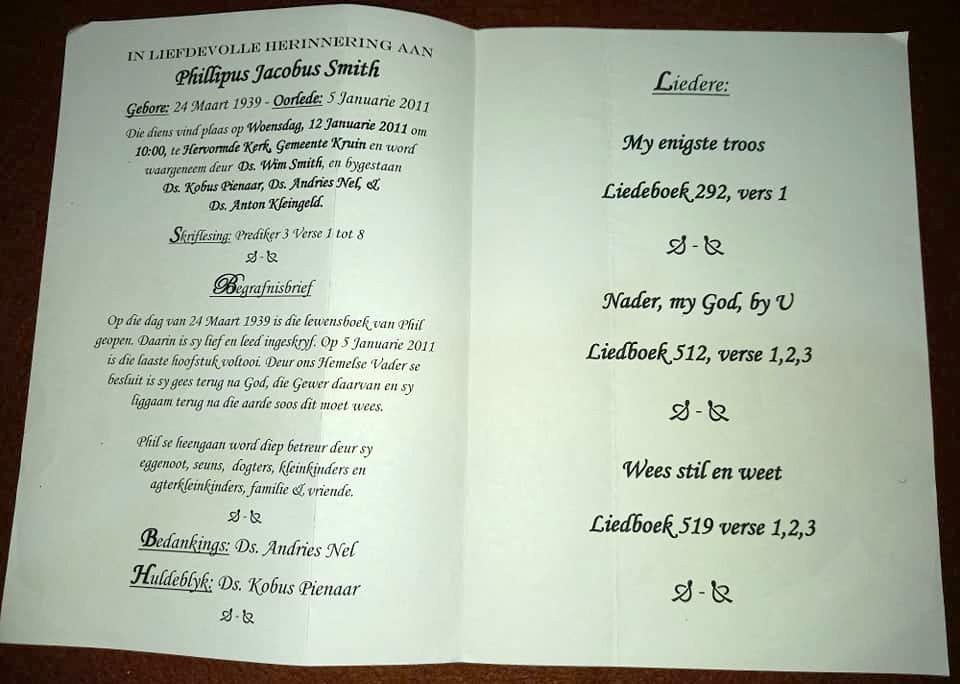 IN LIEFDEVOLLE HERINNERING AAN
Phillipus Jacobus Smith
Gebore: 24 Maart 1939 - Oorlede: 5 Januarie 2011
Die diens vind plaas op Woensdag, 12 Januarie 2011 om
10:00, te Hervormde Kerk, Gemeente Kruin en word
waargeneem deur Ds. Wim Smith, en bygestaan
Ds. Kobus Pienaar, Ds. Andries Nel, &
Ds. Anton Kleingeld.
Skriflesing: Prediker 3 Verse 1 tot 8
Begrafnisbrief
Op die dag van 24 Maart 1939 is die lewensboek van Phil
geopen. Daarin is sy lief en leed ingeskryf. Op 5 Januarie 2011
is die laaste hoofstuk voltooi. Deur ons Hemelse Vader se
besluit is sy gees terug na God, die Gewer daarvan en sy
liggaam terug na die aarde soos dit moet wees.
Phil se heengaan word diep betreur deur sy
eggenoot, seuns, dogters, kleinkinders en
agterkleinkinders, familie & vriende.
Bedankings: Ds. Andries Nel
Huldeblyk: Ds. Kobus Pienaar
Liedere:
My enigste troos
Liedeboek 292, vers 1
Nader, my God, by U
Liedboek 512, verse 1,2,3
Wees stil en weet
Liedboek 519 verse 1,2,3